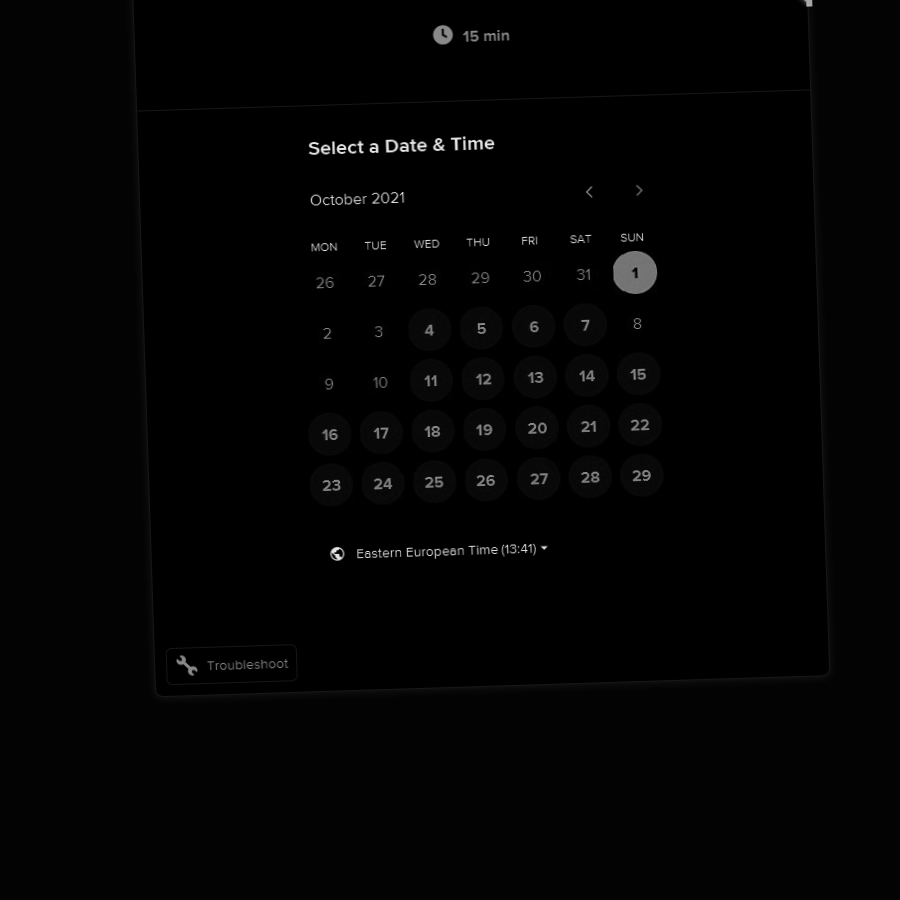 15 min
Select a Date & Time
October 2021
MON TUE WED THU FRI SAT SUN
26 27 28 29 30 31 1
2 3 4 5 6 7 8
9 10 11 12 13 14 15
16 17 18 19 20 21 22
23 24 25 26 27 28 29
Eastern European Time (13:41)
Troubleshoot